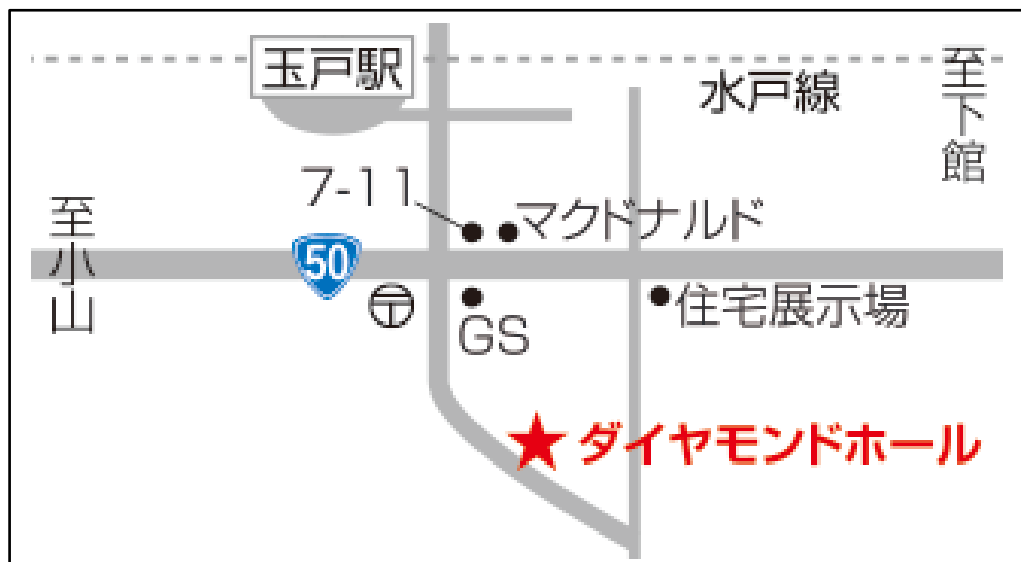 玉戸駅
水戸線
至下館
7-11
マクドナルド
至小山
50
〒
GS
住宅展示場
ダイヤモンドホール